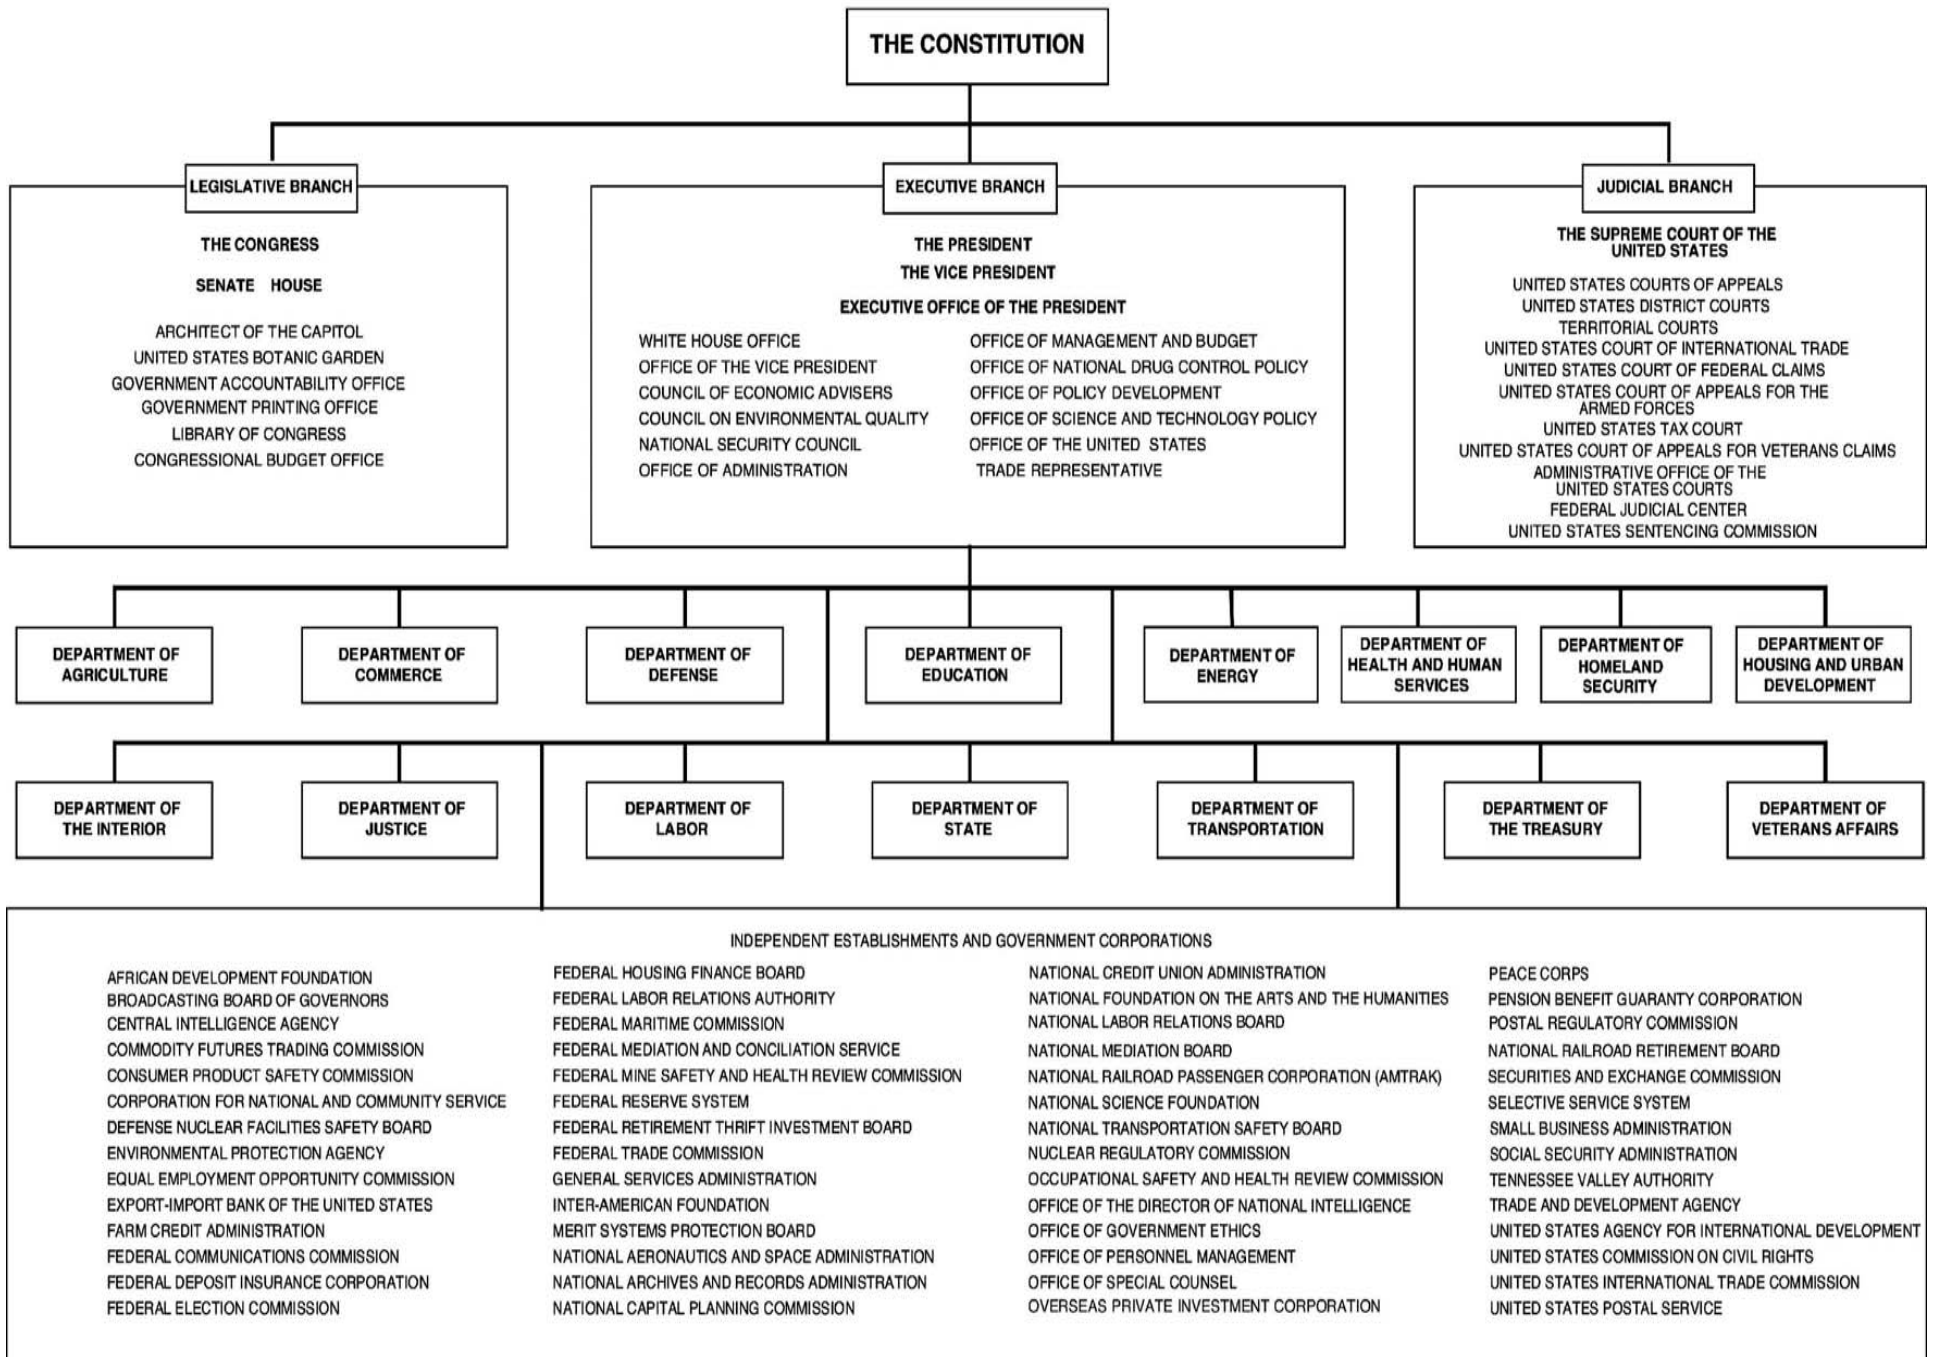 THE CONSTITUTION
LEGISLATIVE BRANCH
THE CONGRESS
SENATE HOUSE
ARCHITECT OF THE CAPITOL
UNITED STATES BOTANIC GARDEN
GOVERNMENT ACCOUNTABILITY OFFICE
GOVERNMENT PRINTING OFFICE
LIBRARY OF CONGRESS
CONGRESSIONAL BUDGET OFFICE
EXECUTIVE BRANCH
THE PRESIDENT
THE VICE PRESIDENT
EXECUTIVE OFFICE OF THE PRESIDENT
WHITE HOUSE OFFICE
OFFICE OF THE VICE PRESIDENT
COUNCIL OF ECONOMIC ADVISERS
COUNCIL ON ENVIRONMENTAL QUALITY
NATIONAL SECURITY COUNCIL
OFFICE OF ADMINISTRATION
OFFICE OF MANAGEMENT AND BUDGET
OFFICE OF NATIONAL DRUG CONTROL POLICY
OFFICE OF POLICY DEVELOPMENT
OFFICE OF SCIENCE AND TECHNOLOGY POLICY
OFFICE OF THE UNITED STATES
TRADE REPRESENTATIVE
JUDICIAL BRANCH
THE SUPREME COURT OF THE
UNITED STATES
UNITED STATES COURTS OF APPEALS
UNITED STATES DISTRICT COURTS
TERRITORIAL COURTS
UNITED STATES COURT OF INTERNATIONAL TRADE
UNITED STATES COURT OF FEDERAL CLAIMS
UNITED STATES COURT OF APPEALS FOR THE
ARMED FORCES
UNITED STATES TAX COURT
UNITED STATES COURT OF APPEALS FOR VETERANS CLAIMS
ADMINISTRATIVE OFFICE OF THE
UNITED STATES COURTS
FEDERAL JUDICIAL CENTER
UNITED STATES SENTENCING COMMISSION
DEPARTMENT OF
AGRICULTURE
DEPARTMENT OF
COMMERCE
DEPARTMENT OF
DEFENSE
DEPARTMENT OF
EDUCATION
DEPARTMENT OF
ENERGY
DEPARTMENT OF
HEALTH AND HUMAN
SERVICES
DEPARTMENT OF
HOMELAND
SECURITY
DEPARTMENT OF
HOUSING AND URBAN
DEVELOPMENT
DEPARTMENT OF
THE INTERIOR
DEPARTMENT OF
JUSTICE
DEPARTMENT OF
LABOR
DEPARTMENT OF
STATE
DEPARTMENT OF
TRANSPORTATION
DEPARTMENT OF
THE TREASURY
DEPARTMENT OF
VETERANS AFFAIRS
INDEPENDENT ESTABLISHMENTS AND GOVERNMENT CORPORATIONS
AFRICAN DEVELOPMENT FOUNDATION
BROADCASTING BOARD OF GOVERNORS
CENTRAL INTELLIGENCE AGENCY
COMMODITY FUTURES TRADING COMMISSION
CONSUMER PRODUCT SAFETY COMMISSION
CORPORATION FOR NATIONAL AND COMMUNITY SERVICE
DEFENSE NUCLEAR FACILITIES SAFETY BOARD
ENVIRONMENTAL PROTECTION AGENCY
EQUAL EMPLOYMENT OPPORTUNITY COMMISSION
EXPORT-IMPORT BANK OF THE UNITED STATES
FARM CREDIT ADMINISTRATION
FEDERAL COMMUNICATIONS COMMISSION
FEDERAL DEPOSIT INSURANCE CORPORATION
FEDERAL ELECTION COMMISSION
FEDERAL HOUSING FINANCE BOARD
FEDERAL LABOR RELATIONS AUTHORITY
FEDERAL MARITIME COMMISSION
FEDERAL MEDIATION AND CONCILIATION SERVICE
FEDERAL MINE SAFETY AND HEALTH REVIEW COMMISSION
FEDERAL RESERVE SYSTEM
FEDERAL RETIREMENT THRIFT INVESTMENT BOARD
FEDERAL TRADE COMMISSION
GENERAL SERVICES ADMINISTRATION
INTER-AMERICAN FOUNDATION
MERIT SYSTEMS PROTECTION BOARD
NATIONAL AERONAUTICS AND SPACE ADMINISTRATION
NATIONAL ARCHIVES AND RECORDS ADMINISTRATION
NATIONAL CAPITAL PLANNING COMMISSION
NATIONAL CREDIT UNION ADMINISTRATION
NATIONAL FOUNDATION ON THE ARTS AND THE HUMANITIES
NATIONAL LABOR RELATIONS BOARD
NATIONAL MEDIATION BOARD
NATIONAL RAILROAD PASSENGER CORPORATION (AMTRAK)
NATIONAL SCIENCE FOUNDATION
NATIONAL TRANSPORTATION SAFETY BOARD
NUCLEAR REGULATORY COMMISSION
OCCUPATIONAL SAFETY AND HEALTH REVIEW COMMISSION
OFFICE OF THE DIRECTOR OF NATIONAL INTELLIGENCE
OFFICE OF GOVERNMENT ETHICS
OFFICE OF PERSONNEL MANAGEMENT
OFFICE OF SPECIAL COUNSEL
OVERSEAS PRIVATE INVESTMENT CORPORATION
PEACE CORPS
PENSION BENEFIT GUARANTY CORPORATION
POSTAL REGULATORY COMMISSION
NATIONAL RAILROAD RETIREMENT BOARD
SECURITIES AND EXCHANGE COMMISSION
SELECTIVE SERVICE SYSTEM
SMALL BUSINESS ADMINISTRATION
SOCIAL SECURITY ADMINISTRATION
TENNESSEE VALLEY AUTHORITY
TRADE AND DEVELOPMENT AGENCY
UNITED STATES AGENCY FOR INTERNATIONAL DEVELOPMENT
UNITED STATES COMMISSION ON CIVIL RIGHTS
UNITED STATES INTERNATIONAL TRADE COMMISSION
UNITED STATES POSTAL SERVICE